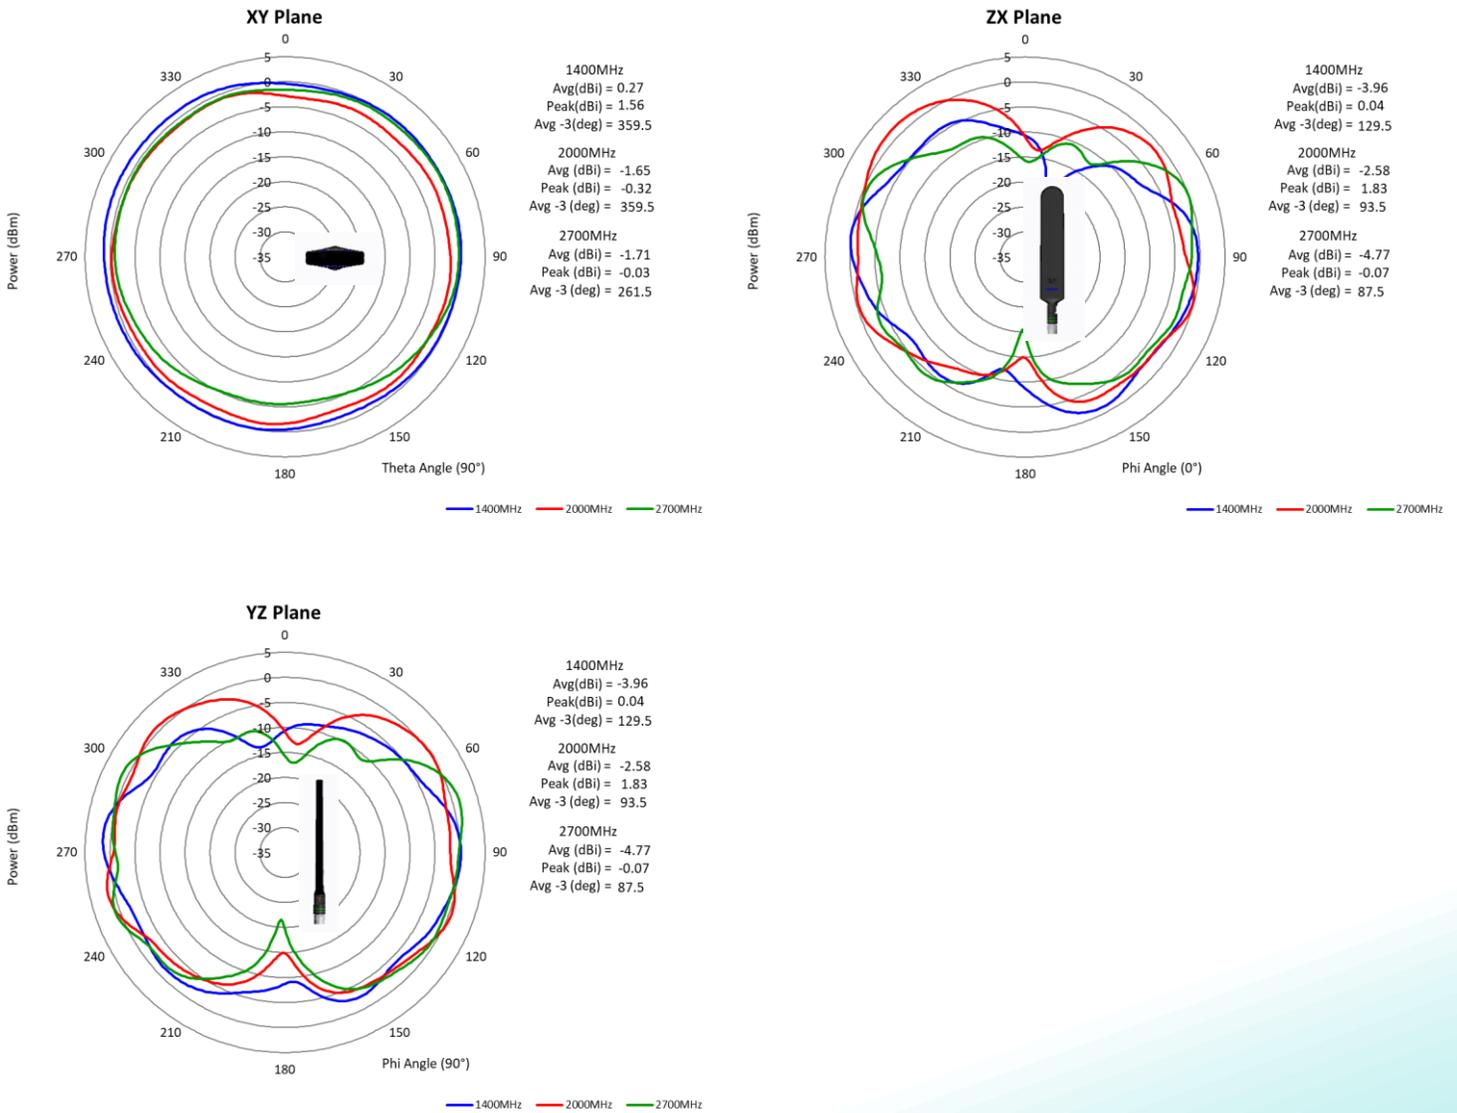 XY Plane
0
5
330
30
0
-5
-10
300
60
-15
-20
-25
-30
270
-35
90
240
120
210
150
180
Power (dBm)
Theta Angle (90°)
1400MHz
Avg(dBi) = 0.27
Peak(dBi) = 1.56
Avg -3(deg) = 359.5
2000MHz
Avg (dBi) = -1.65
Peak (dBi) = -0.32
Avg -3 (deg) = 359.5
2700MHz
Avg (dBi) = -1.71
Peak (dBi) = -0.03
Avg -3 (deg) = 261.5
1400MHz 2000MHz 2700MHz
ZX Plane
0
5
330
30
0
-5
-10
300
60
-15
-20
-25
-30
270
-35
90
240
120
210
150
180
Power (dBm)
Phi Angle (0°)
1400MHz
Avg(dBi) = -3.96
Peak(dBi) = 0.04
Avg -3(deg) = 129.5
2000MHz
Avg (dBi) = -2.58
Peak (dBi) = 1.83
Avg -3 (deg) = 93.5
2700MHz
Avg (dBi) = -4.77
Peak (dBi) = -0.07
Avg -3 (deg) = 87.5
1400MHz 2000MHz 2700MHz
YZ Plane
0
5
330
30
0
-5
-10
300
60
-15
-20
-25
-30
270
-35
90
240
120
210
150
180
Power (dBm)
Phi Angle (90°)
1400MHz
Avg(dBi) = -3.96
Peak(dBi) = 0.04
Avg -3(deg) = 129.5
2000MHz
Avg (dBi) = -2.58
Peak (dBi) = 1.83
Avg -3 (deg) = 93.5
2700MHz
Avg (dBi) = -4.77
Peak (dBi) = -0.07
Avg -3 (deg) = 87.5
1400MHz 2000MHz 2700MHz